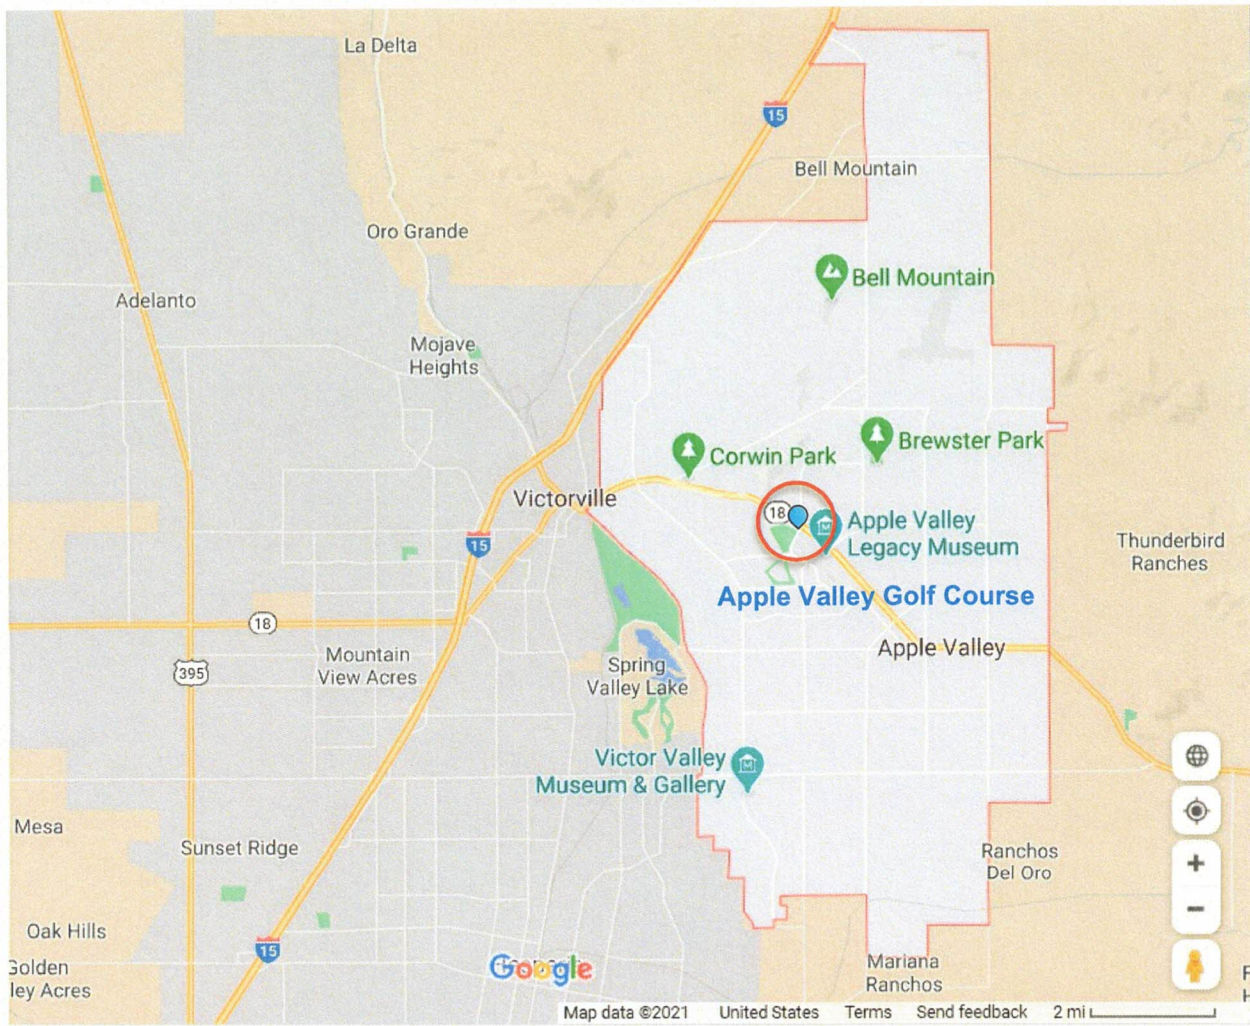 La Delta
15
Bell Mountain
Oro Grande
Bell Mountain
Adelanto
Mojave
Heights
Brewster Park
Corwin Park
Victorville
18
Apple Valley
Legacy Museum
15
Thunderbird
Ranches
Apple Valley Golf Course
18
Apple Valley
Mountain
View Acres
395
Spring
Valley Lake
Victor Valley
Museum & Gallery
Mesa
Sunset Ridge
Ranchos
Del Oro
Oak Hills
15
Golden
ley Acres
Google
Mariana
Ranchos
Map data ©2021 United States Terms Send feedback 2 mi